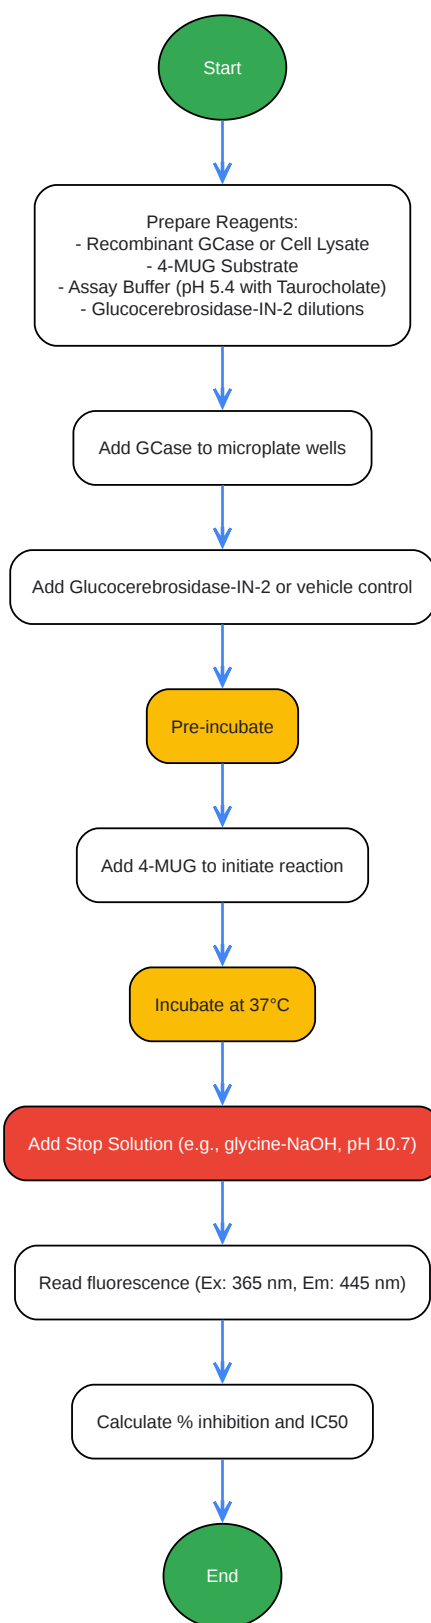 Start
Prepare Reagents:
- Recombinant GCase or Cell Lysate
- 4-MUG Substrate
- Assay Buffer (pH 5.4 with Taurocholate)
- Glucocerebrosidase-IN-2 dilutions
Add GCase to microplate wells
Add Glucocerebrosidase-IN-2 or vehicle control
Pre-incubate
Add 4-MUG to initiate reaction
Incubate at 37°C
Add Stop Solution (e.g., glycine-NaOH, pH 10.7)
Read fluorescence (Ex: 365 nm, Em: 445 nm)
Calculate % inhibition and IC50
End